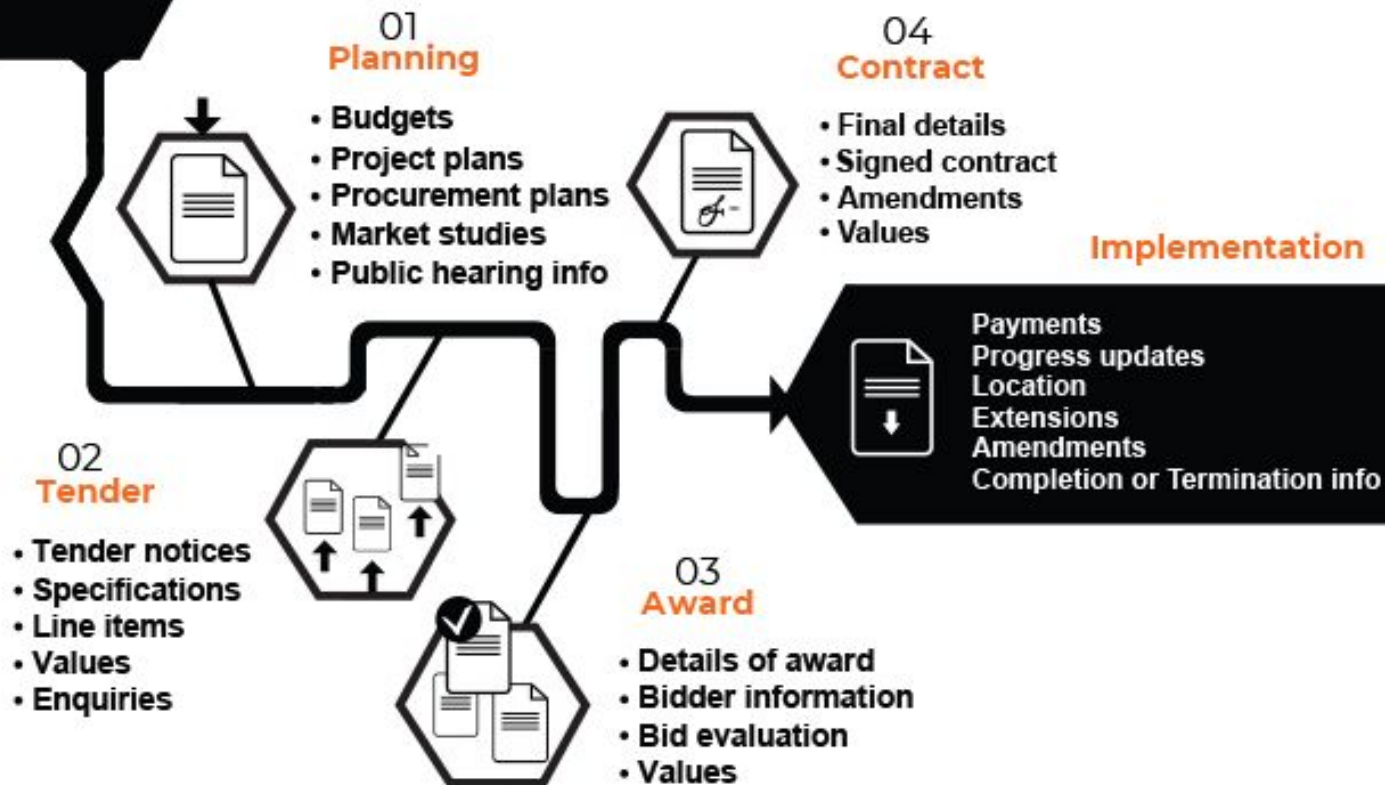 01
Planning
• Budgets
• Project plans
• Procurement plans
• Market studies
• Public hearing info
02
Tender
• Tender notices
• Specifications
• Line items
• Values
• Enquiries
03
Award
• Details of award
• Bidder information
• Bid evaluation
• Values
04
Contract
• Final details
• Signed contract
• Amendments
• Values
Implementation
Payments
Progress updates
Location
Extensions
Amendments
Completion or Termination info